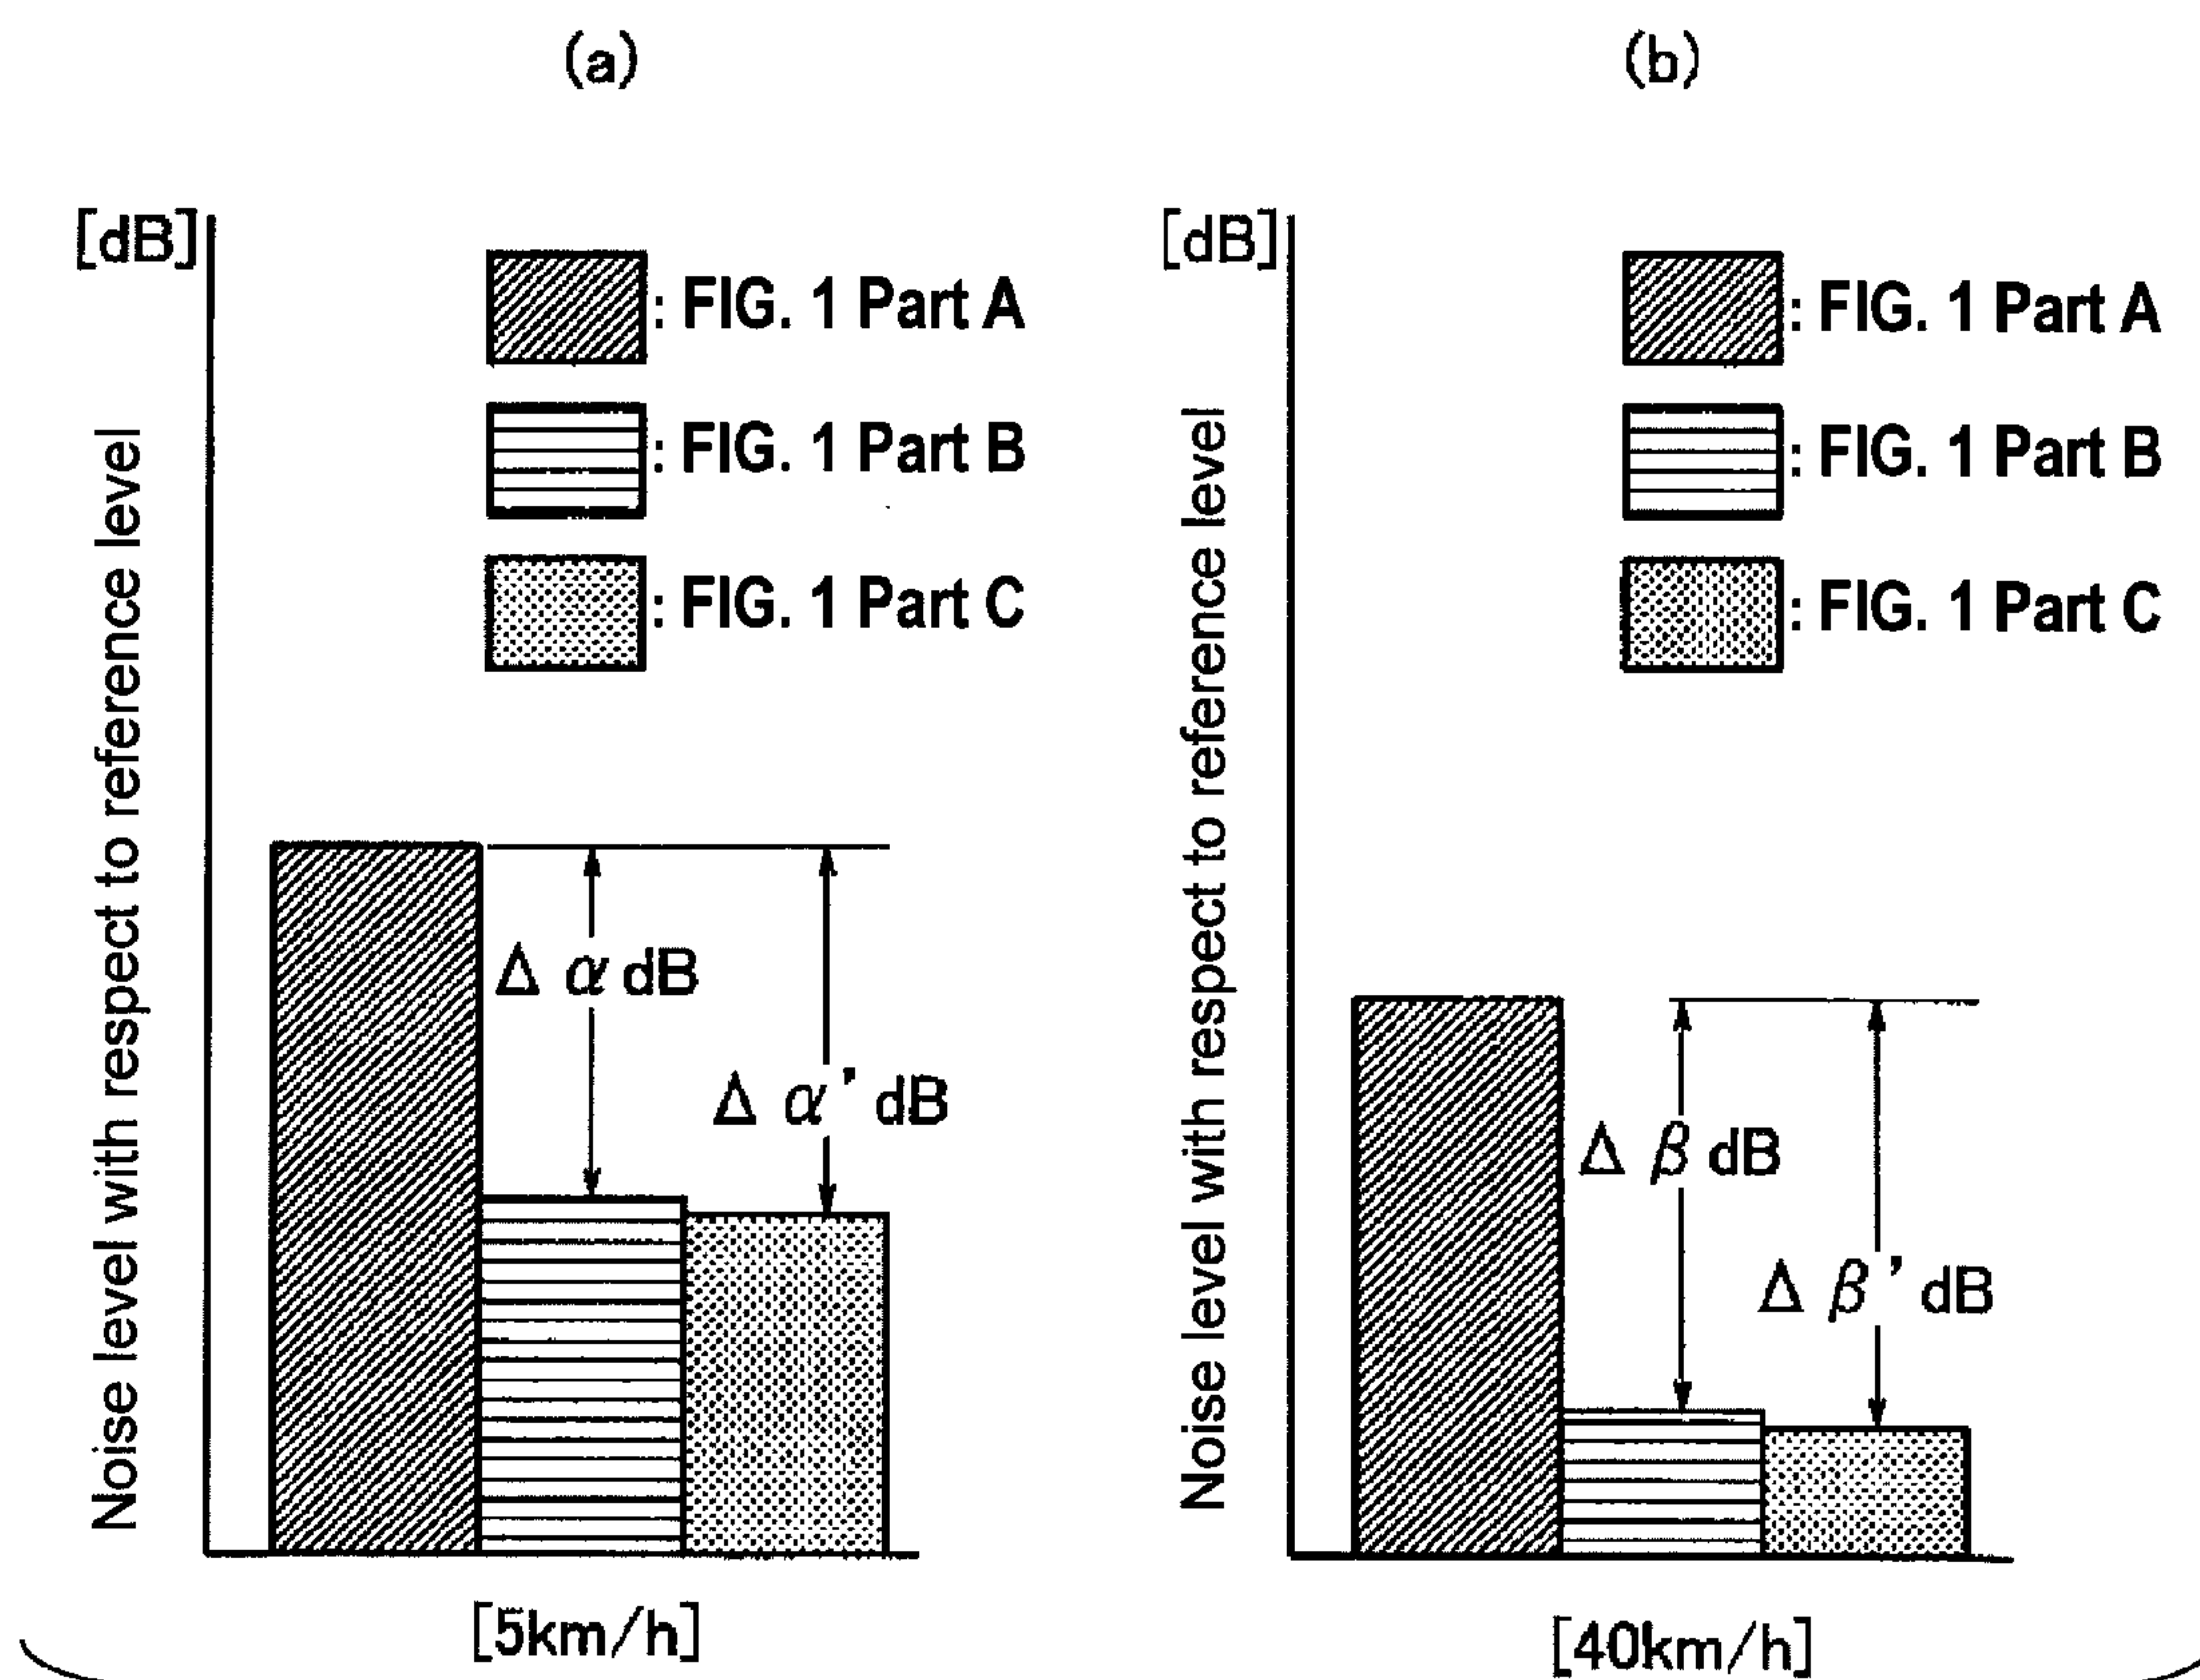 (a)
[dB]
: FIG. 1 Part A
: FIG. 1 Part B
: FIG. 1 Part C
Noise level with respect to reference level
Δ α dB
Δ α’ dB
[5km/h]
(b)
[dB]
: FIG. 1 Part A
: FIG. 1 Part B
: FIG. 1 Part C
Noise level with respect to reference level
Δ β dB
Δ β’ dB
[40km/h]